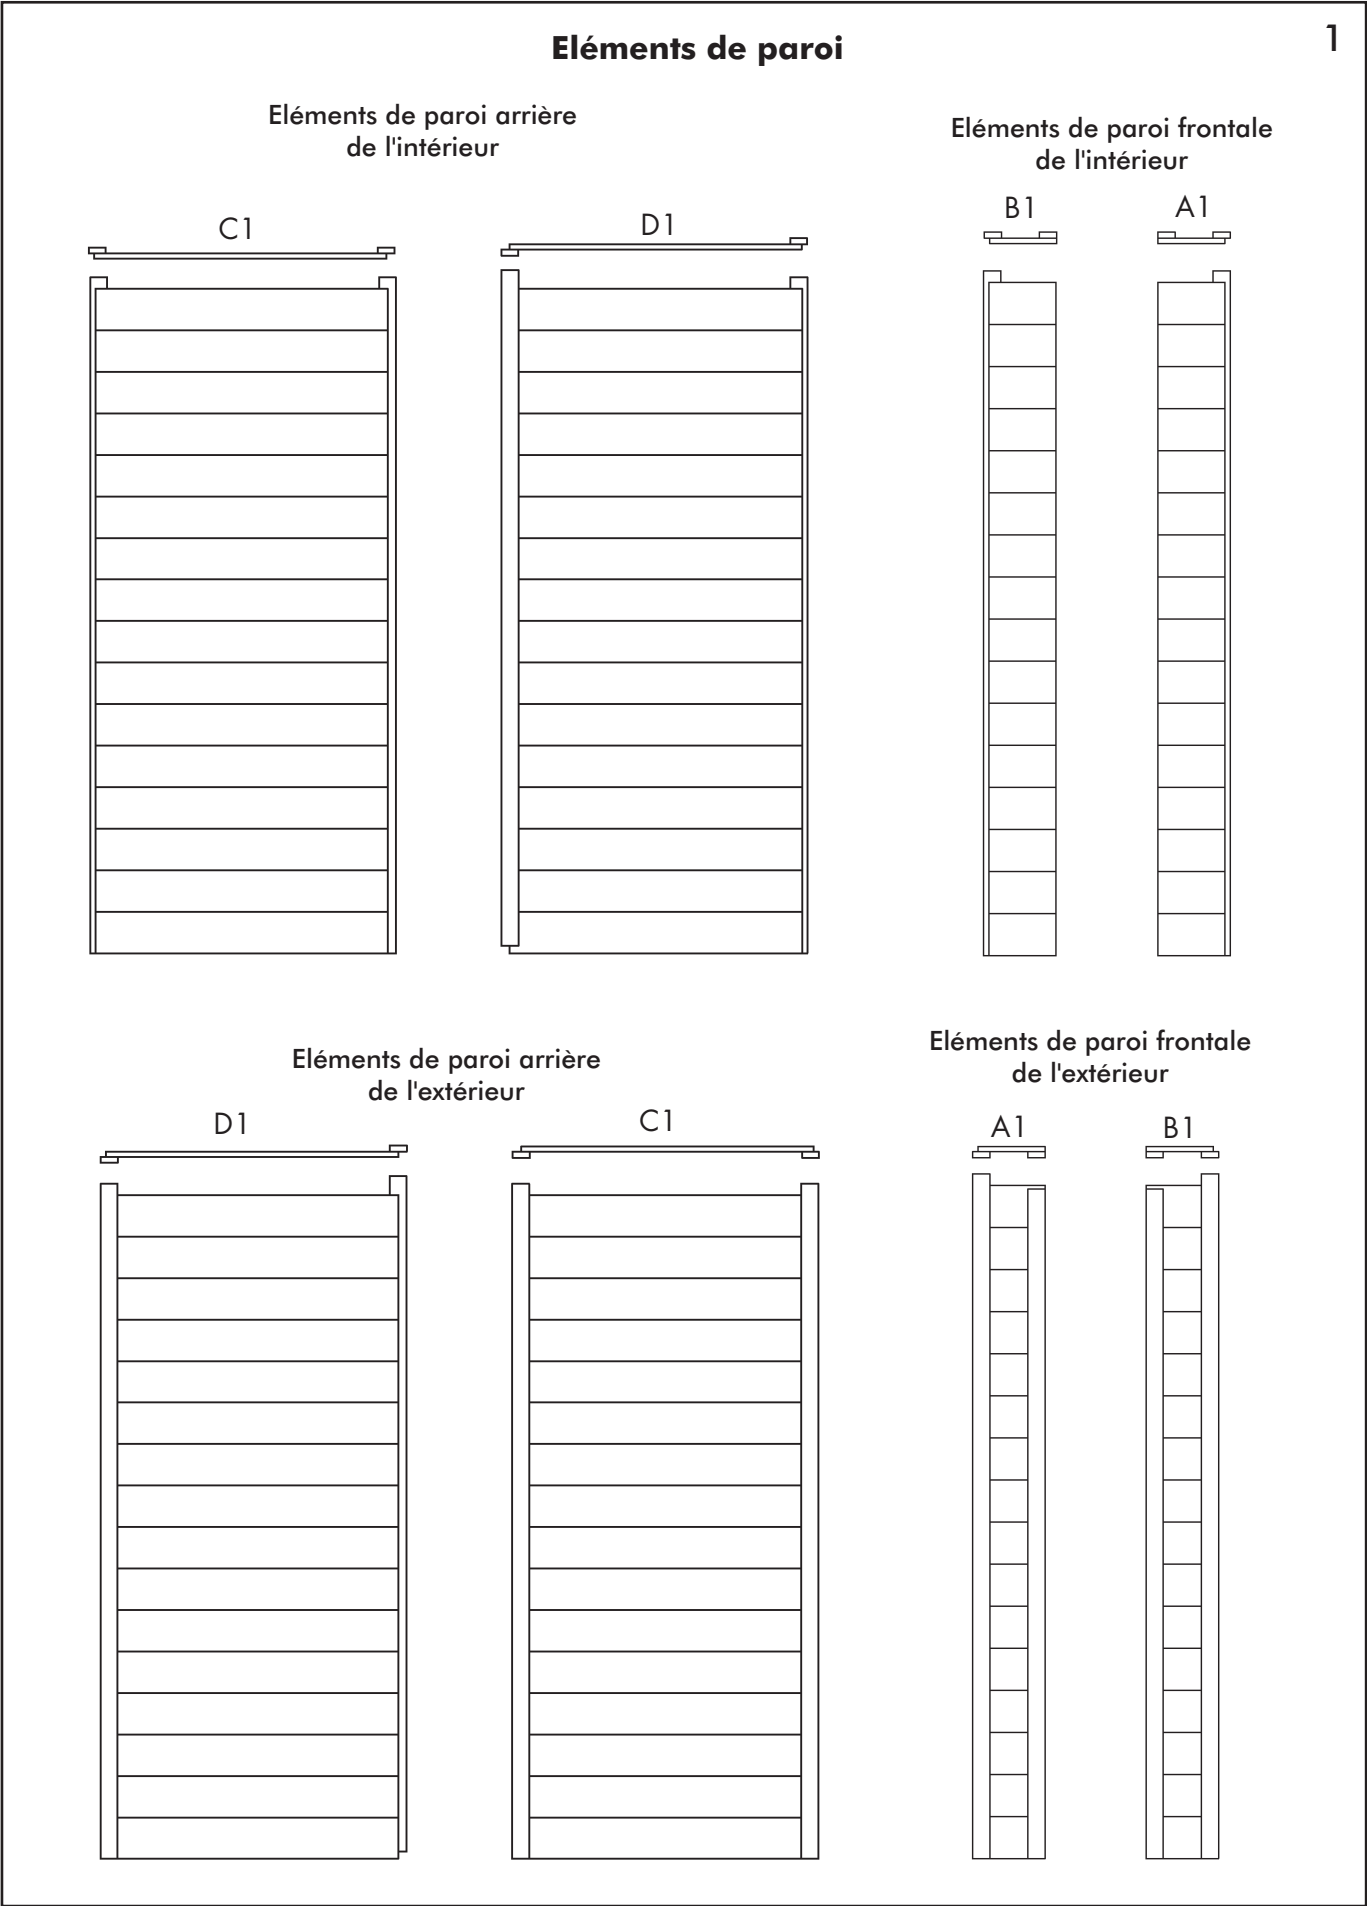 Eléments de paroi
1
Eléments de paroi arrière
de l'intérieur
Eléments de paroi frontale
de l'intérieur
C1
D1
B1
A1
Eléments de paroi arrière
de l'extérieur
Eléments de paroi frontale
de l'extérieur
D1
C1
A1
B1